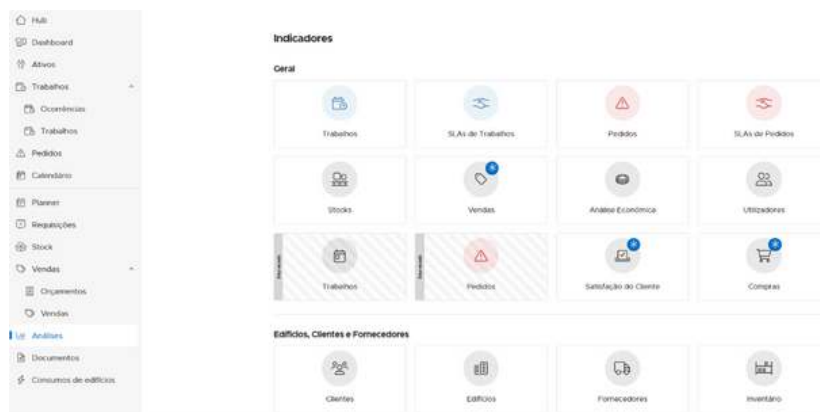 Hub
Dashboard
Ativos
Trabalhos
Ocorrências
Trabalhos
Pedidos
Calendário
Planner
Requisições
Stock
Vendas
Orçamentos
Vendas
Análises
Documentos
Consumos de edifícios
Indicadores
Geral
Trabalhos
SLAs de Trabalhos
Pedidos
SLAs de Pedidos
Stocks
Vendas
Análise Económica
Utilizadores
Trabalhos
Pedidos
Satisfação do Cliente
Compras
Edifícios, Clientes e Fornecedores
Clientes
Edifícios
Fornecedores
Inventário